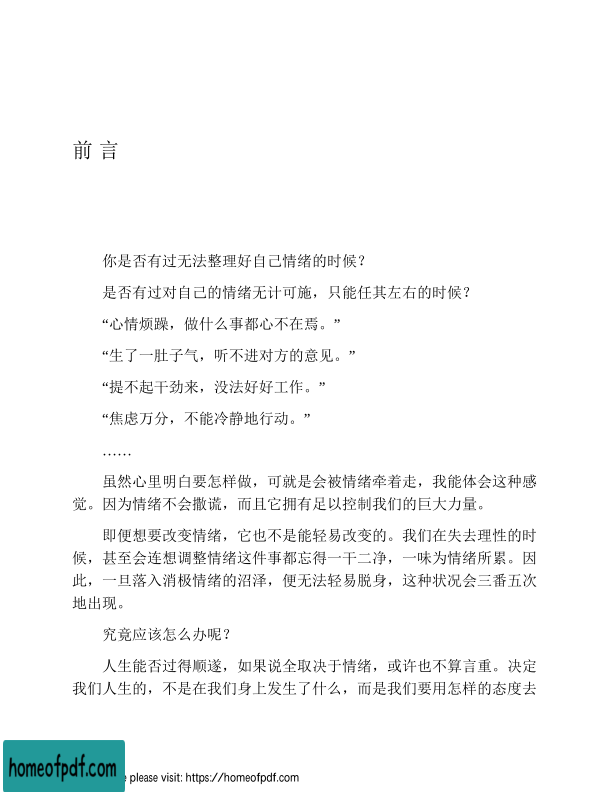 前言
你是否有过无法整理好自己情绪的时候？
是否有过对自己的情绪无计可施，只能任其左右的时候？
“心情烦躁，做什么事都心不在焉。”
“生了一肚子气，听不进对方的意见。”
“提不起干劲来，没法好好工作。”
“焦虑万分，不能冷静地行动。”
……
虽然心里明白要怎样做，可就是会被情绪牵着走，我能体会这种感
觉。因为情绪不会撒谎，而且它拥有足以控制我们的巨大力量。
即便想要改变情绪，它也不是能轻易改变的。我们在失去理性的时
候，甚至会连想调整情绪这件事都忘得一干二净，一味为情绪所累。因
此，一旦落入消极情绪的沼泽，便无法轻易脱身，这种状况会三番五次
地出现。
究竟应该怎么办呢？
人生能否过得顺遂，如果说全取决于情绪，或许也不算言重。决定
我们人生的，不是在我们身上发生了什么，而是我们要用怎样的态度去
homeofpdf.com
e please visit: https://homeofpdf.com